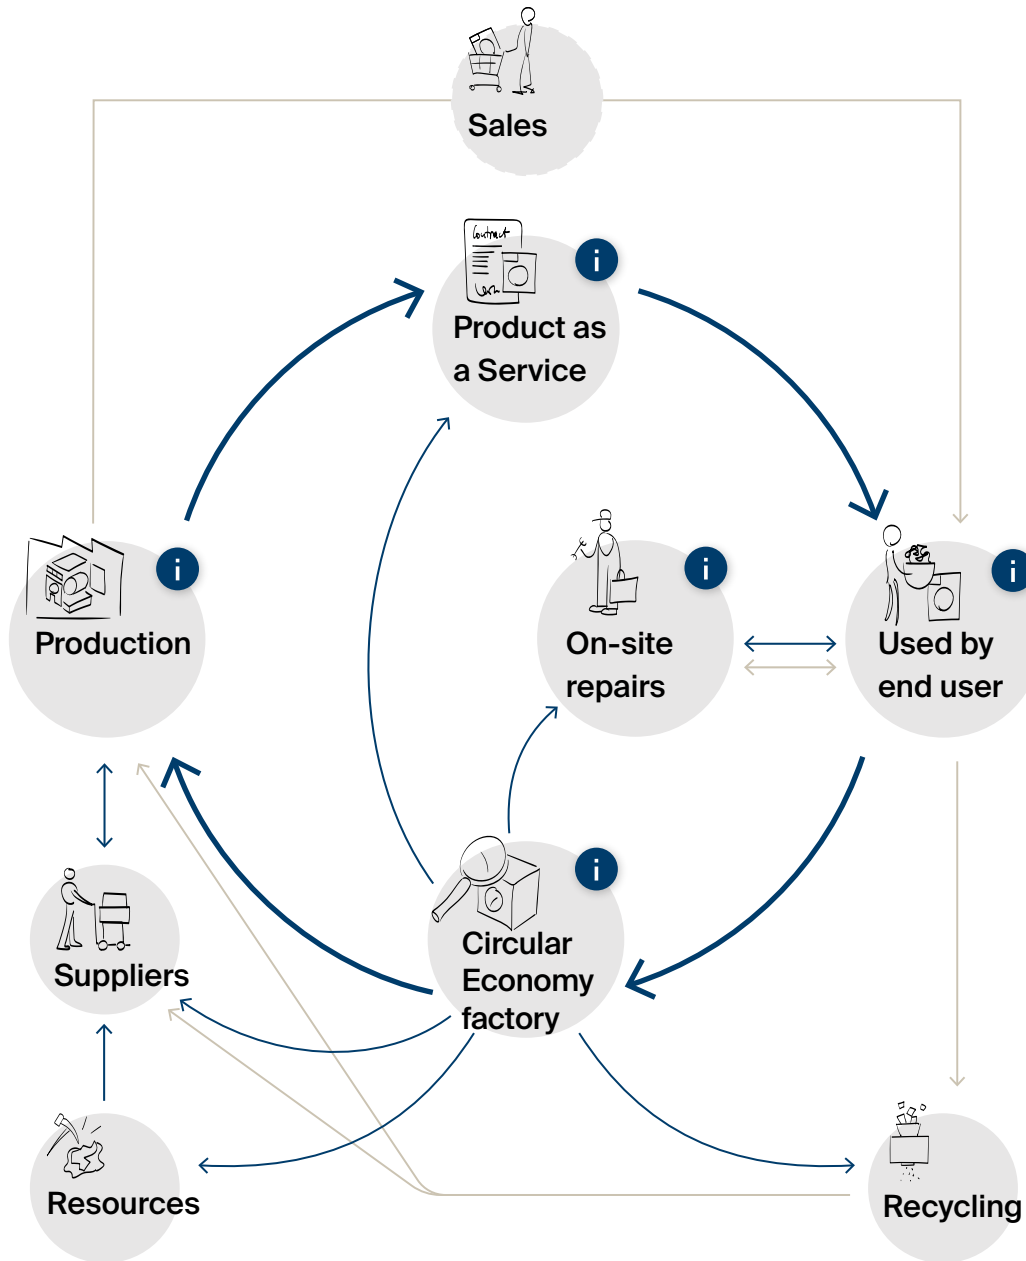 Sales
Contract
i
Product as
a Service
i
Production
i
On-site
repairs
i
Used by
end user
i
Circular
Economy
factory
Suppliers
Resources
Recycling